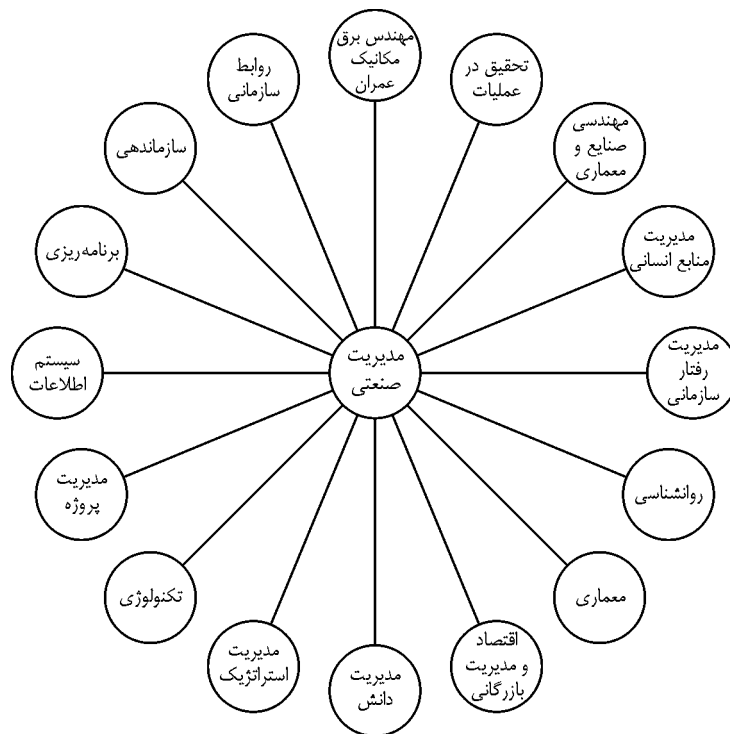 مهندس برق
مکانیک
عمران
تحقیق در
عملیات
مهندسی
صنایع و
معماری
مدیریت
منابع انسانی
مدیریت
رفتار
سازمانی
روانشناسی
معماری
اقتصاد
و مدیریت
بازرگانی
مدیریت
دانش
مدیریت
استراتژیک
تکنولوژی
مدیریت
پروژه
سیستم
اطلاعات
برنامه‌ریزی
سازماندهی
روابط
سازمانی
مدیریت
صنعتی